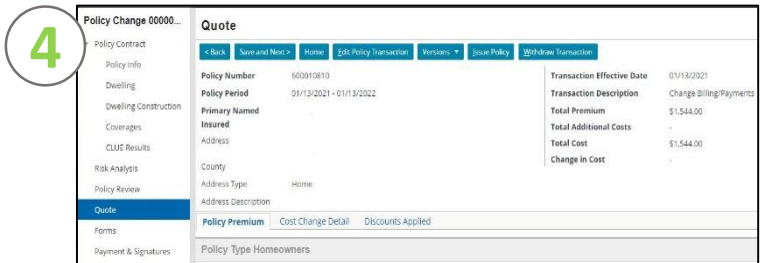 4
Policy Change 00000...
Policy Contract
Policy Info
Dwelling
Dwelling Construction
Coverages
CLUE Results
Risk Analysis
Policy Review
Quote
Forms
Payment & Signatures
Quote
< Back Save and Next > Home Edit Policy Transaction Versions Issue Policy Withdraw Transaction
Policy Number 600010810
Policy Period 01/13/2021 - 01/13/2022
Primary Named
Insured
Address
County
Address Type Home
Address Description
Transaction Effective Date 01/13/2021
Transaction Description Change Billing/Payments
Total Premium $1,544.00
Total Additional Costs -
Total Cost $1,544.00
Change in Cost -
Policy Premium Cost Change Detail Discounts Applied
Policy Type Homeowners